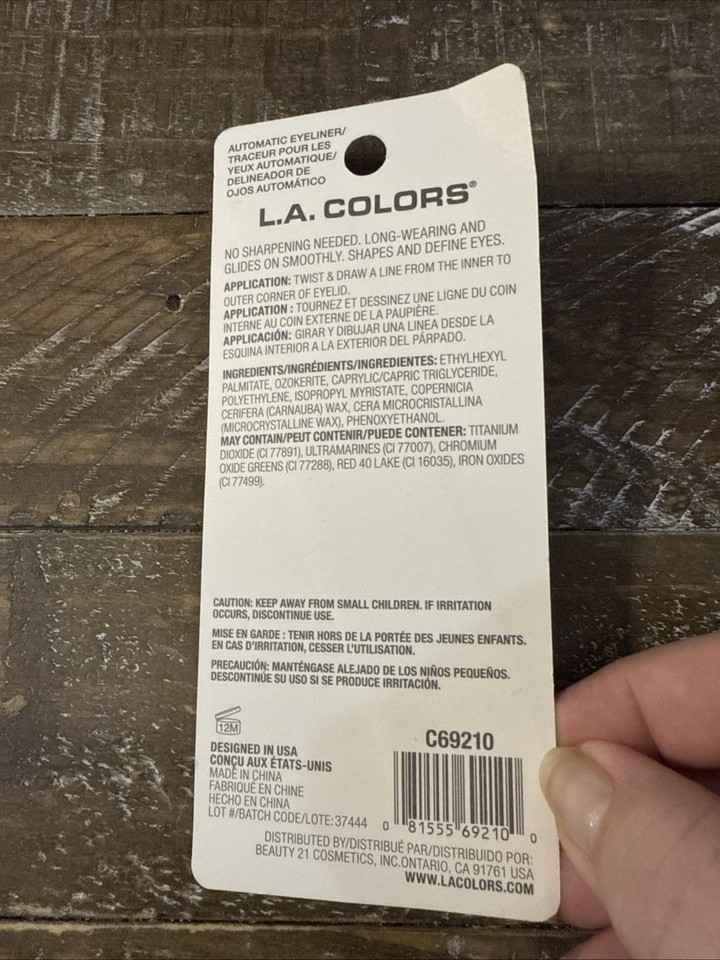 AUTOMATIC EYELINER/
TRACEUR POUR LES
YEUX AUTOMATIQUE/
DELINEADOR DE
OJOS AUTOMÁTICO
L.A. COLORS®
NO SHARPENING NEEDED. LONG-WEARING AND
GLIDES ON SMOOTHLY. SHAPES AND DEFINE EYES.
APPLICATION: TWIST & DRAW A LINE FROM THE INNER TO
OUTER CORNER OF EYELID.
APPLICATION : TOURNEZ ET DESSINEZ UNE LIGNE DU COIN
INTERNE AU COIN EXTERNE DE LA PAUPIÈRE.
APPLICACIÓN: GIRAR Y DIBUJAR UNA LINEA DESDE LA
ESQUINA INTERIOR A LA EXTERIOR DEL PÁRPADO.
INGREDIENTS/INGRÉDIENTS/INGREDIENTES: ETHYLHEXYL
PALMITATE, OZOKERITE, CAPRYLIC/CAPRIC TRIGLYCERIDE,
POLYETHYLENE, ISOPROPYL MYRISTATE, COPERNICIA
CERIFERA (CARNAUBA) WAX, CERA MICROCRISTALLINA
(MICROCRYSTALLINE WAX), PHENOXYETHANOL.
MAY CONTAIN/PEUT CONTENIR/PUEDE CONTENER: TITANIUM
DIOXIDE (CI 77891), ULTRAMARINES (CI 77007), CHROMIUM
OXIDE GREENS (CI 77288), RED 40 LAKE (CI 16035), IRON OXIDES
(CI 77499).
CAUTION: KEEP AWAY FROM SMALL CHILDREN. IF IRRITATION
OCCURS, DISCONTINUE USE.
MISE EN GARDE : TENIR HORS DE LA PORTÉE DES JEUNES ENFANTS.
EN CAS D'IRRITATION, CESSER L'UTILISATION.
PRECAUCIÓN: MANTÉNGASE ALEJADO DE LOS NIÑOS PEQUEÑOS.
DESCONTINÚE SU USO SI SE PRODUCE IRRITACIÓN.
12M
DESIGNED IN USA
CONÇU AUX ÉTATS-UNIS
MADE IN CHINA
FABRIQUÉ EN CHINE
HECHO EN CHINA
LOT #/BATCH CODE/LOTE: 37444
C69210
0 81555 69210 0
DISTRIBUTED BY/DISTRIBUÉ PAR/DISTRIBUIDO POR:
BEAUTY 21 COSMETICS, INC.ONTARIO, CA 91761 USA
WWW.LACOLORS.COM